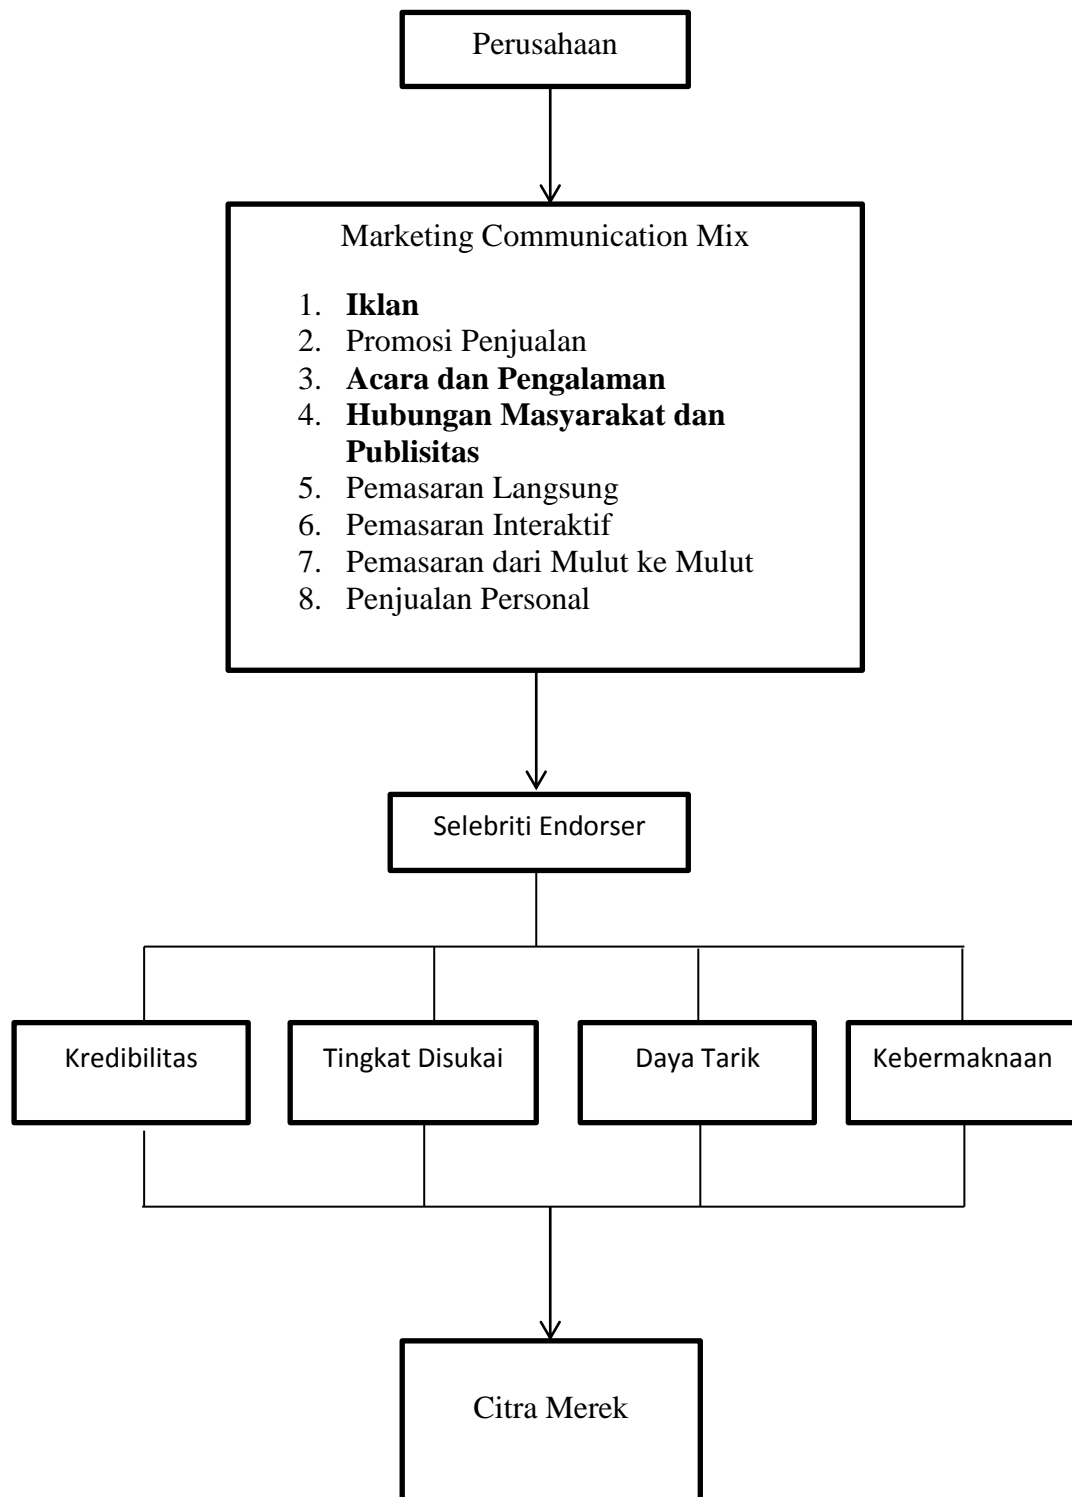 Perusahaan
Marketing Communication Mix
1. Iklan
2. Promosi Penjualan
3. Acara dan Pengalaman
4. Hubungan Masyarakat dan
Publisitas
5. Pemasaran Langsung
6. Pemasaran Interaktif
7. Pemasaran dari Mulut ke Mulut
8. Penjualan Personal
Selebriti Endorser
Kredibilitas
Tingkat Disukai
Daya Tarik
Kebermaknaan
Citra Merek